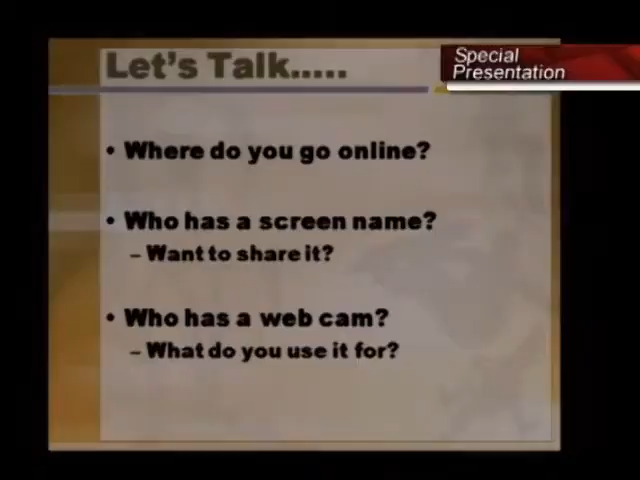 Let's Talk.....
Special
Presentation
• Where do you go online?
• Who has a screen name?
– Want to share it?
• Who has a web cam?
– What do you use it for?